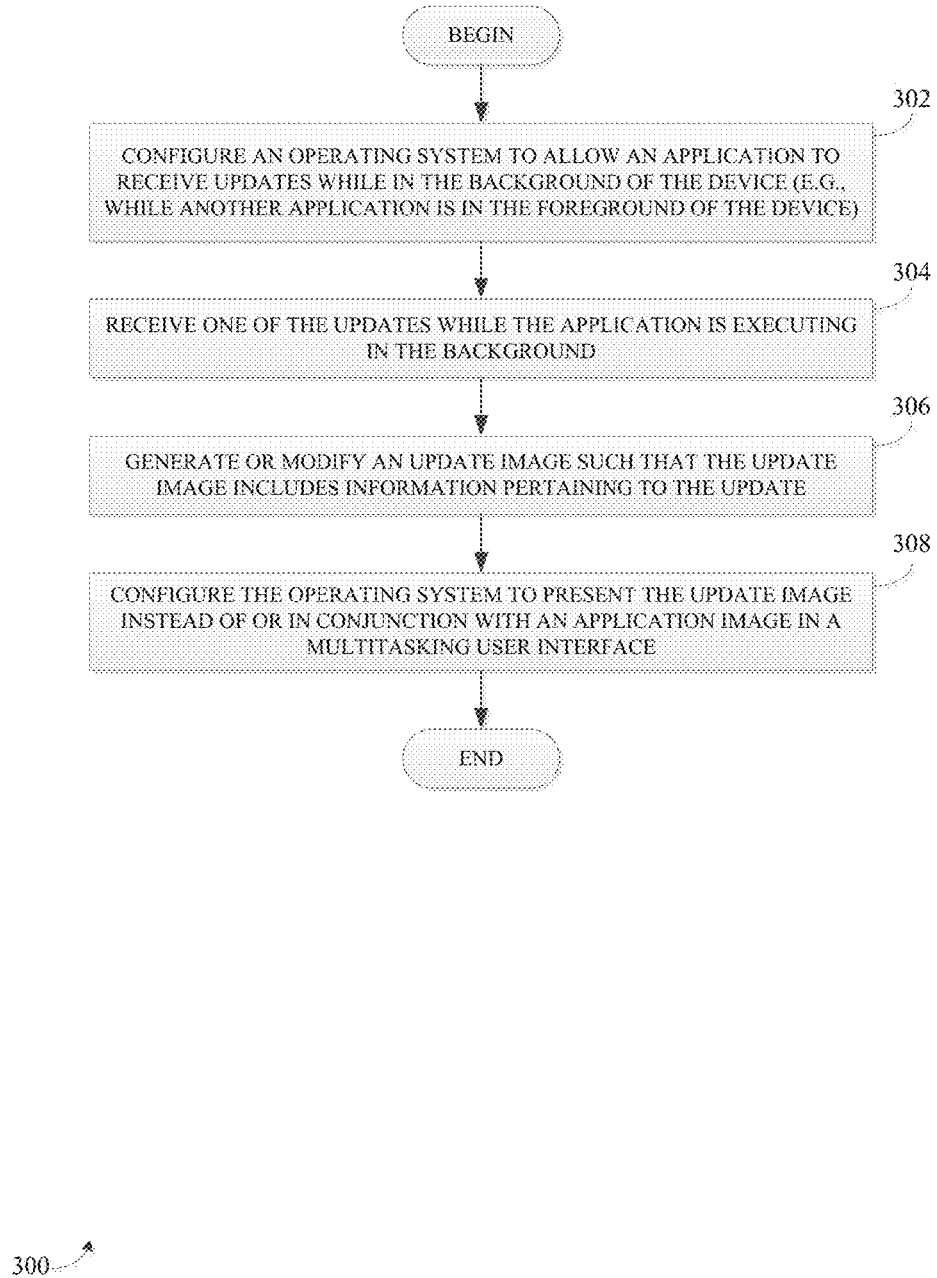 BEGIN
302
CONFIGURE AN OPERATING SYSTEM TO ALLOW AN APPLICATION TO
RECEIVE UPDATES WHILE IN THE BACKGROUND OF THE DEVICE (E.G.,
WHILE ANOTHER APPLICATION IS IN THE FOREGROUND OF THE DEVICE)
304
RECEIVE ONE OF THE UPDATES WHILE THE APPLICATION IS EXECUTING
IN THE BACKGROUND
306
GENERATE OR MODIFY AN UPDATE IMAGE SUCH THAT THE UPDATE
IMAGE INCLUDES INFORMATION PERTAINING TO THE UPDATE
308
CONFIGURE THE OPERATING SYSTEM TO PRESENT THE UPDATE IMAGE
INSTEAD OF OR IN CONJUNCTION WITH AN APPLICATION IMAGE IN A
MULTITASKING USER INTERFACE
END
300